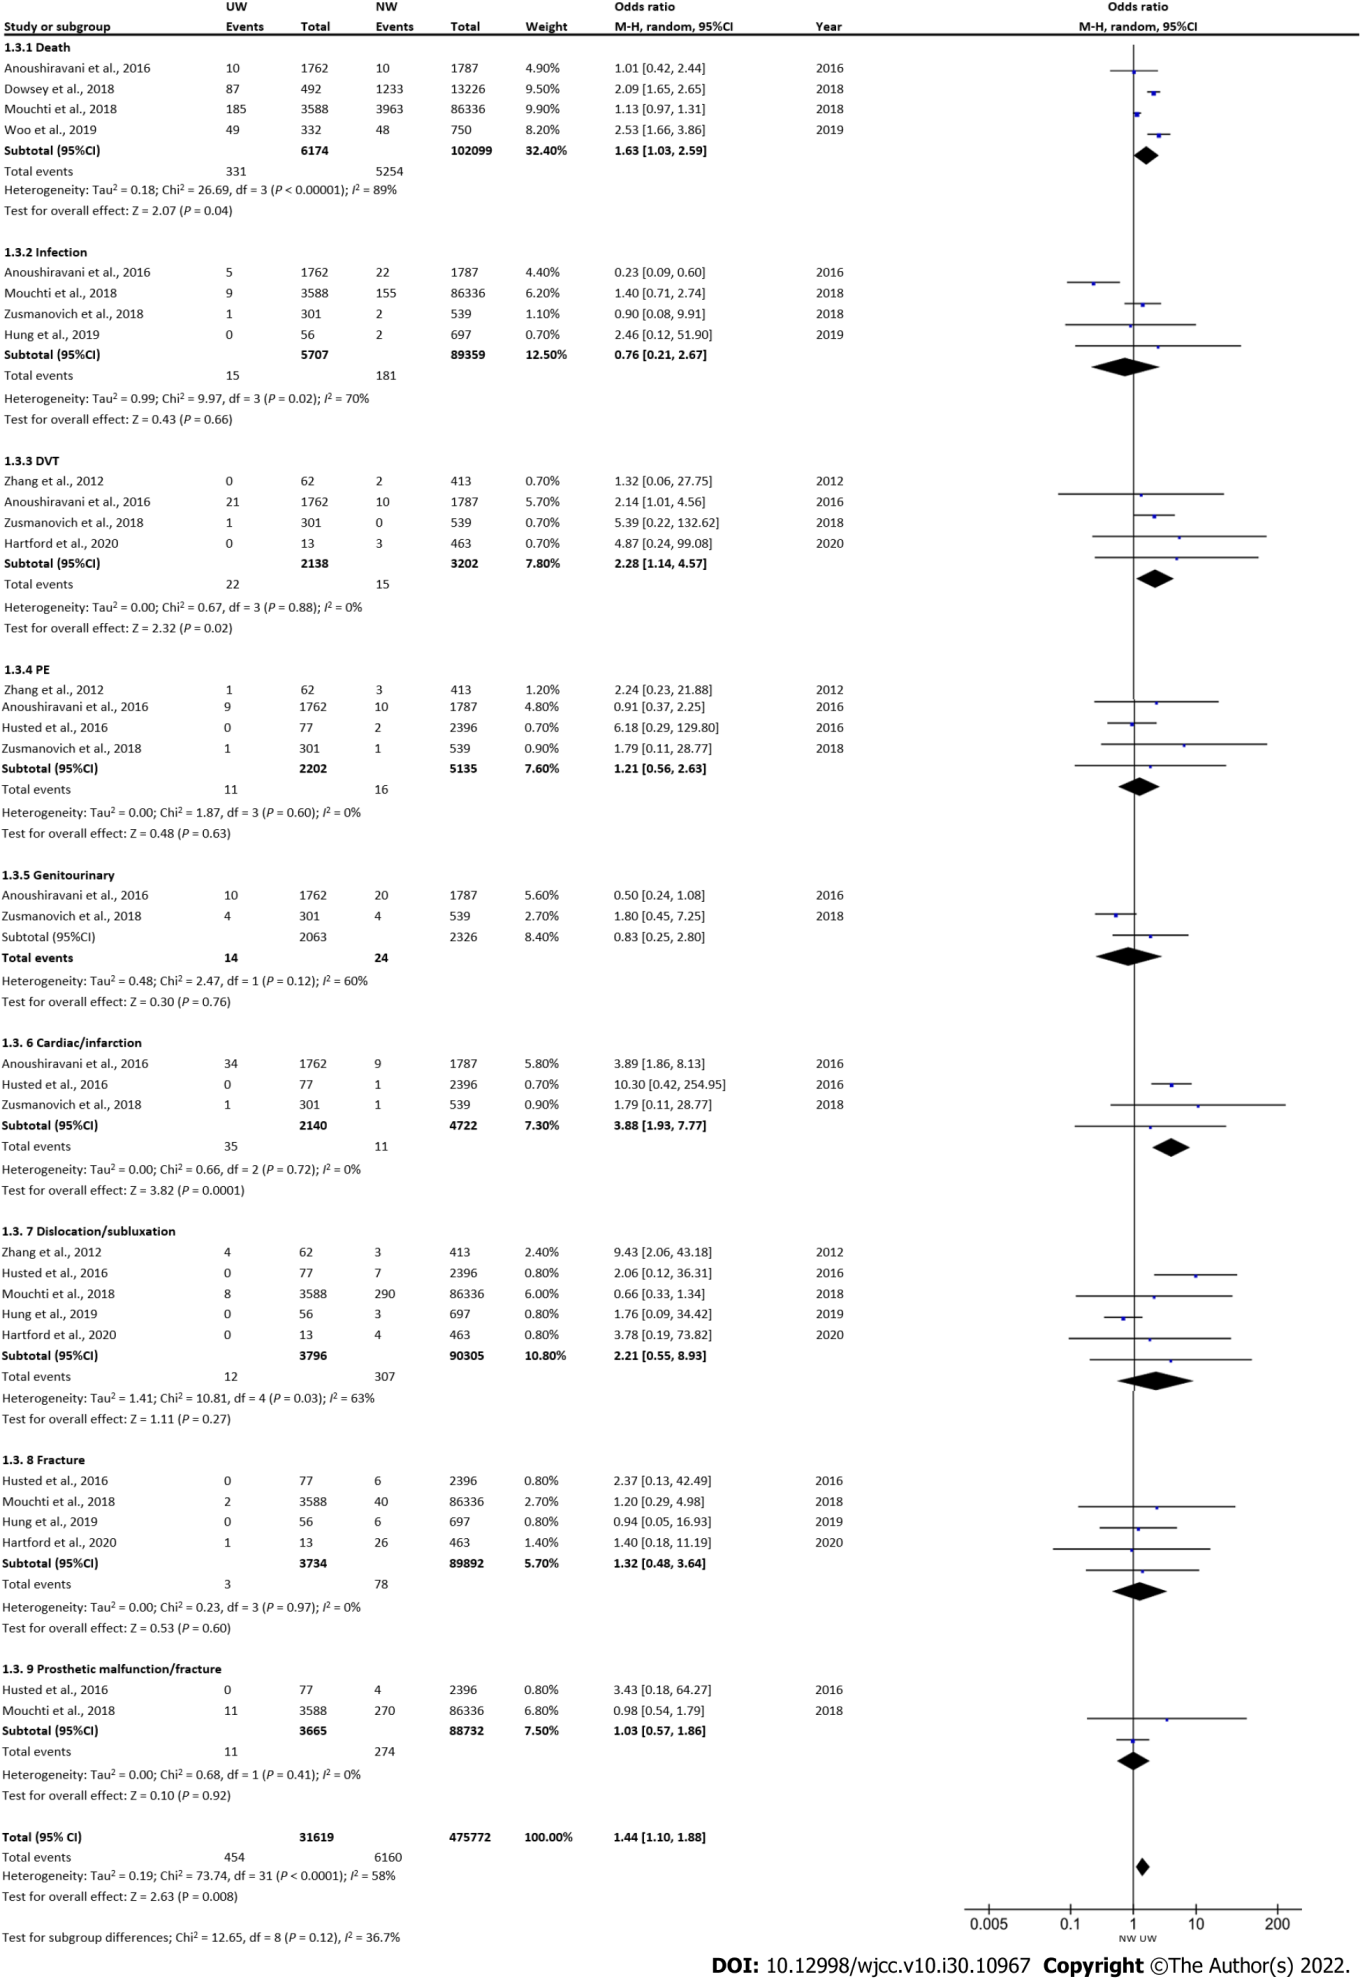 UW NW Odds ratio Odds ratio
Study or subgroup Events Total Events Total Weight M-H, random, 95%CI Year M-H, random, 95%CI
1.3.1 Death
Anoushiravani et al., 2016 10 1762 10 1787 4.90% 1.01 [0.42, 2.44] 2016
Dowsey et al., 2018 87 492 1233 13226 9.50% 2.09 [1.65, 2.65] 2018
Mouchti et al., 2018 185 3588 3963 86336 9.90% 1.13 [0.97, 1.31] 2018
Woo et al., 2019 49 332 48 750 8.20% 2.53 [1.66, 3.86] 2019
Subtotal (95%CI) 6174 102099 32.40% 1.63 [1.03, 2.59]
Total events 331 5254
Heterogeneity: Tau² = 0.18; Chi² = 26.69, df = 3 (P < 0.00001); I² = 89%
Test for overall effect: Z = 2.07 (P = 0.04)
1.3.2 Infection
Anoushiravani et al., 2016 5 1762 22 1787 4.40% 0.23 [0.09, 0.60] 2016
Mouchti et al., 2018 9 3588 155 86336 6.20% 1.40 [0.71, 2.74] 2018
Zusmanovich et al., 2018 1 301 2 539 1.10% 0.90 [0.08, 9.91] 2018
Hung et al., 2019 0 56 2 697 0.70% 2.46 [0.12, 51.90] 2019
Subtotal (95%CI) 5707 89359 12.50% 0.76 [0.21, 2.67]
Total events 15 181
Heterogeneity: Tau² = 0.99; Chi² = 9.97, df = 3 (P = 0.02); I² = 70%
Test for overall effect: Z = 0.43 (P = 0.66)
1.3.3 DVT
Zhang et al., 2012 0 62 2 413 0.70% 1.32 [0.06, 27.75] 2012
Anoushiravani et al., 2016 21 1762 10 1787 5.70% 2.14 [1.01, 4.56] 2016
Zusmanovich et al., 2018 1 301 0 539 0.70% 5.39 [0.22, 132.62] 2018
Hartford et al., 2020 0 13 3 463 0.70% 4.87 [0.24, 99.08] 2020
Subtotal (95%CI) 2138 3202 7.80% 2.28 [1.14, 4.57]
Total events 22 15
Heterogeneity: Tau² = 0.00; Chi² = 0.67, df = 3 (P = 0.88); I² = 0%
Test for overall effect: Z = 2.32 (P = 0.02)
1.3.4 PE
Zhang et al., 2012 1 62 3 413 1.20% 2.24 [0.23, 21.88] 2012
Anoushiravani et al., 2016 9 1762 10 1787 4.80% 0.91 [0.37, 2.25] 2016
Husted et al., 2016 0 77 2 2396 0.70% 6.18 [0.29, 129.80] 2016
Zusmanovich et al., 2018 1 301 1 539 0.90% 1.79 [0.11, 28.77] 2018
Subtotal (95%CI) 2202 5135 7.60% 1.21 [0.56, 2.63]
Total events 11 16
Heterogeneity: Tau² = 0.00; Chi² = 1.87, df = 3 (P = 0.60); I² = 0%
Test for overall effect: Z = 0.48 (P = 0.63)
1.3.5 Genitourinary
Anoushiravani et al., 2016 10 1762 20 1787 5.60% 0.50 [0.24, 1.08] 2016
Zusmanovich et al., 2018 4 301 4 539 2.70% 1.80 [0.45, 7.25] 2018
Subtotal (95%CI) 2063 2326 8.40% 0.83 [0.25, 2.80]
Total events 14 24
Heterogeneity: Tau² = 0.48; Chi² = 2.47, df = 1 (P = 0.12); I² = 60%
Test for overall effect: Z = 0.30 (P = 0.76)
1.3. 6 Cardiac/infarction
Anoushiravani et al., 2016 34 1762 9 1787 5.80% 3.89 [1.86, 8.13] 2016
Husted et al., 2016 0 77 1 2396 0.70% 10.30 [0.42, 254.95] 2016
Zusmanovich et al., 2018 1 301 1 539 0.90% 1.79 [0.11, 28.77] 2018
Subtotal (95%CI) 2140 4722 7.30% 3.88 [1.93, 7.77]
Total events 35 11
Heterogeneity: Tau² = 0.00; Chi² = 0.66, df = 2 (P = 0.72); I² = 0%
Test for overall effect: Z = 3.82 (P = 0.0001)
1.3. 7 Dislocation/subluxation
Zhang et al., 2012 4 62 3 413 2.40% 9.43 [2.06, 43.18] 2012
Husted et al., 2016 0 77 7 2396 0.80% 2.06 [0.12, 36.31] 2016
Mouchti et al., 2018 8 3588 290 86336 6.00% 0.66 [0.33, 1.34] 2018
Hung et al., 2019 0 56 3 697 0.80% 1.76 [0.09, 34.42] 2019
Hartford et al., 2020 0 13 4 463 0.80% 3.78 [0.19, 73.82] 2020
Subtotal (95%CI) 3796 90305 10.80% 2.21 [0.55, 8.93]
Total events 12 307
Heterogeneity: Tau² = 1.41; Chi² = 10.81, df = 4 (P = 0.03); I² = 63%
Test for overall effect: Z = 1.11 (P = 0.27)
1.3. 8 Fracture
Husted et al., 2016 0 77 6 2396 0.80% 2.37 [0.13, 42.49] 2016
Mouchti et al., 2018 2 3588 40 86336 2.70% 1.20 [0.29, 4.98] 2018
Hung et al., 2019 0 56 6 697 0.80% 0.94 [0.05, 16.93] 2019
Hartford et al., 2020 1 13 26 463 1.40% 1.40 [0.18, 11.19] 2020
Subtotal (95%CI) 3734 89892 5.70% 1.32 [0.48, 3.64]
Total events 3 78
Heterogeneity: Tau² = 0.00; Chi² = 0.23, df = 3 (P = 0.97); I² = 0%
Test for overall effect: Z = 0.53 (P = 0.60)
1.3. 9 Prosthetic malfunction/fracture
Husted et al., 2016 0 77 4 2396 0.80% 3.43 [0.18, 64.27] 2016
Mouchti et al., 2018 11 3588 270 86336 6.80% 0.98 [0.54, 1.79] 2018
Subtotal (95%CI) 3665 88732 7.50% 1.03 [0.57, 1.86]
Total events 11 274
Heterogeneity: Tau² = 0.00; Chi² = 0.68, df = 1 (P = 0.41); I² = 0%
Test for overall effect: Z = 0.10 (P = 0.92)
Total (95% CI) 31619 475772 100.00% 1.44 [1.10, 1.88]
Total events 454 6160
Heterogeneity: Tau² = 0.19; Chi² = 73.74, df = 31 (P < 0.0001); I² = 58%
Test for overall effect: Z = 2.63 (P = 0.008)
0.005 0.1 1 10 200
Test for subgroup differences; Chi² = 12.65, df = 8 (P = 0.12), I² = 36.7% NW UW
DOI: 10.12998/wjcc.v10.i30.10967 Copyright ©The Author(s) 2022.